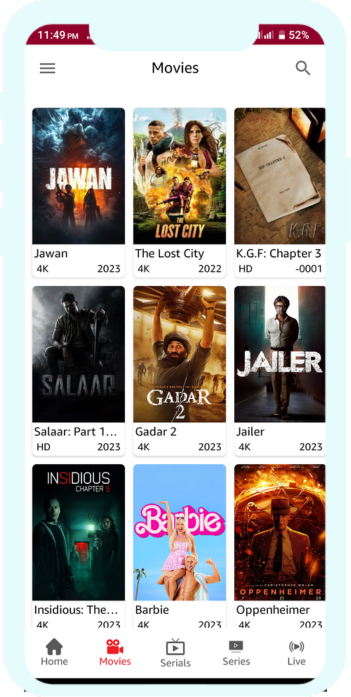 11:49 PM
52%
Movies
JAWAN
THE
LOST CITY
K.G.F
Jawan
The Lost City
K.G.F: Chapter 3
4K 2023
4K 2022
HD -0001
SALAAR
GADAR
2
JAILER
Salaar: Part 1...
Gadar 2
Jailer
HD 2023
4K 2023
4K 2023
INSIDIOUS
CHAPTER 5
Barbie
OPPENHEIMER
Insidious: The...
Barbie
Oppenheimer
4K 2023
4K 2023
4K 2023
Home
Movies
Serials
Series
Live